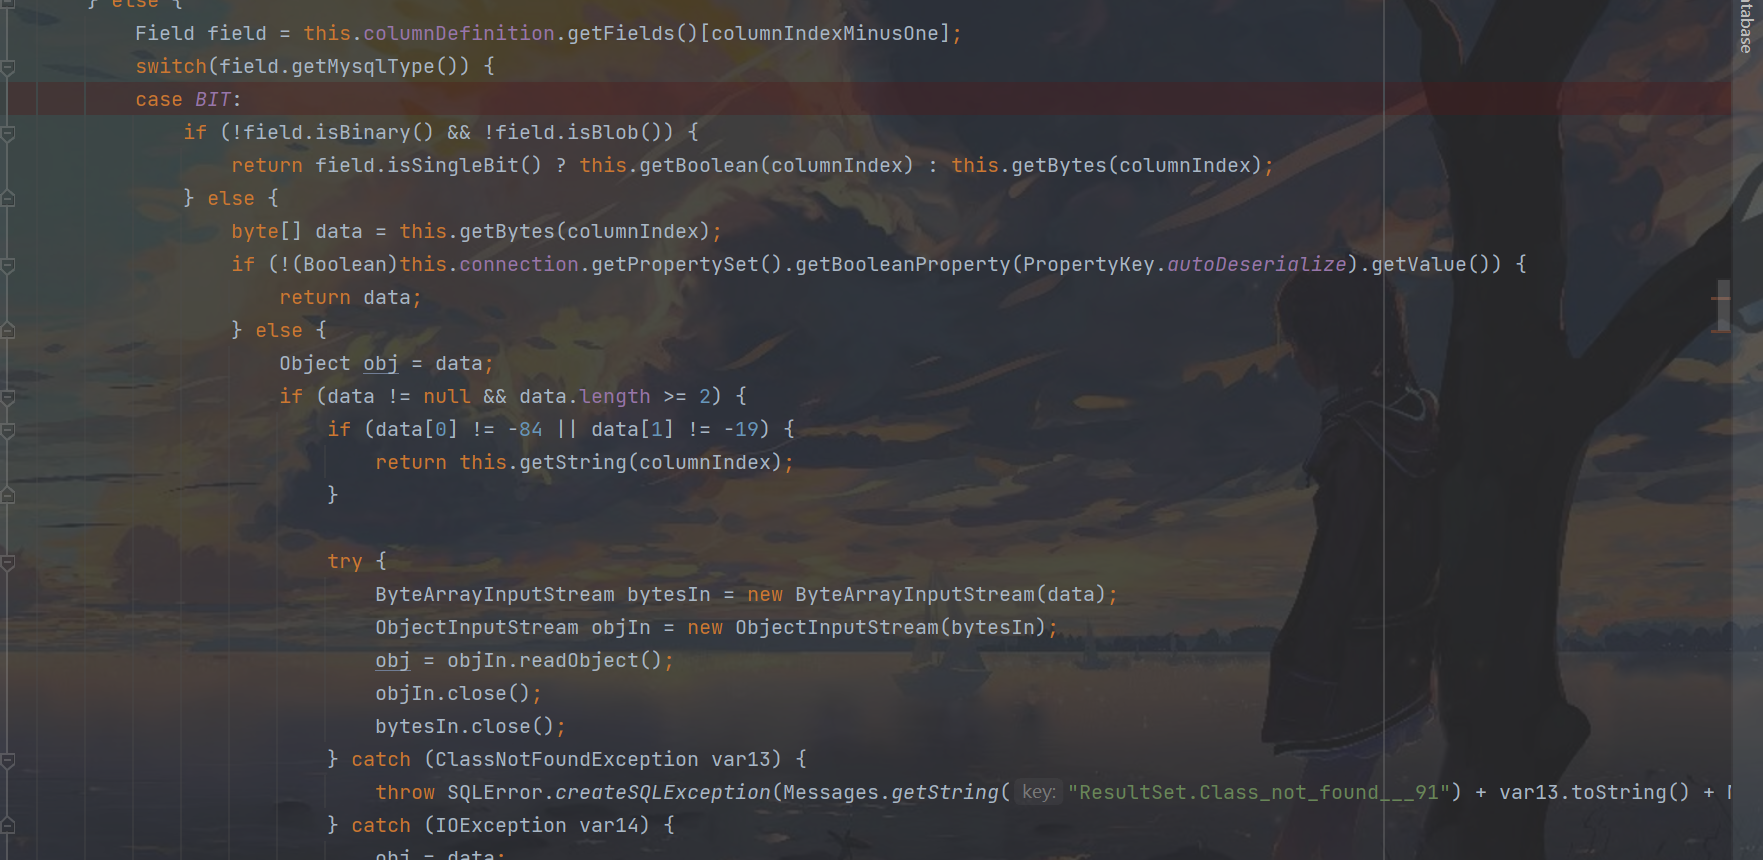 } else {
Field field = this.columnDefinition.getFields()[columnIndexMinusOne];
switch(field.getMysqlType()) {
case BIT:
if (!field.isBinary() && !field.isBlob()) {
return field.isSingleBit() ? this.getBoolean(columnIndex) : this.getBytes(columnIndex);
} else {
byte[] data = this.getBytes(columnIndex);
if (!(Boolean)this.connection.getPropertySet().getBooleanProperty(PropertyKey.autoDeserialize).getValue()) {
return data;
} else {
Object obj = data;
if (data != null && data.length >= 2) {
if (data[0] != -84 || data[1] != -19) {
return this.getString(columnIndex);
}
try {
ByteArrayInputStream bytesIn = new ByteArrayInputStream(data);
ObjectInputStream objIn = new ObjectInputStream(bytesIn);
obj = objIn.readObject();
objIn.close();
bytesIn.close();
} catch (ClassNotFoundException var13) {
throw SQLError.createSQLException(Messages.getString( key: "ResultSet.Class_not_found___91") + var13.toString() +
} catch (IOException var14) {
obj = data;
tabase